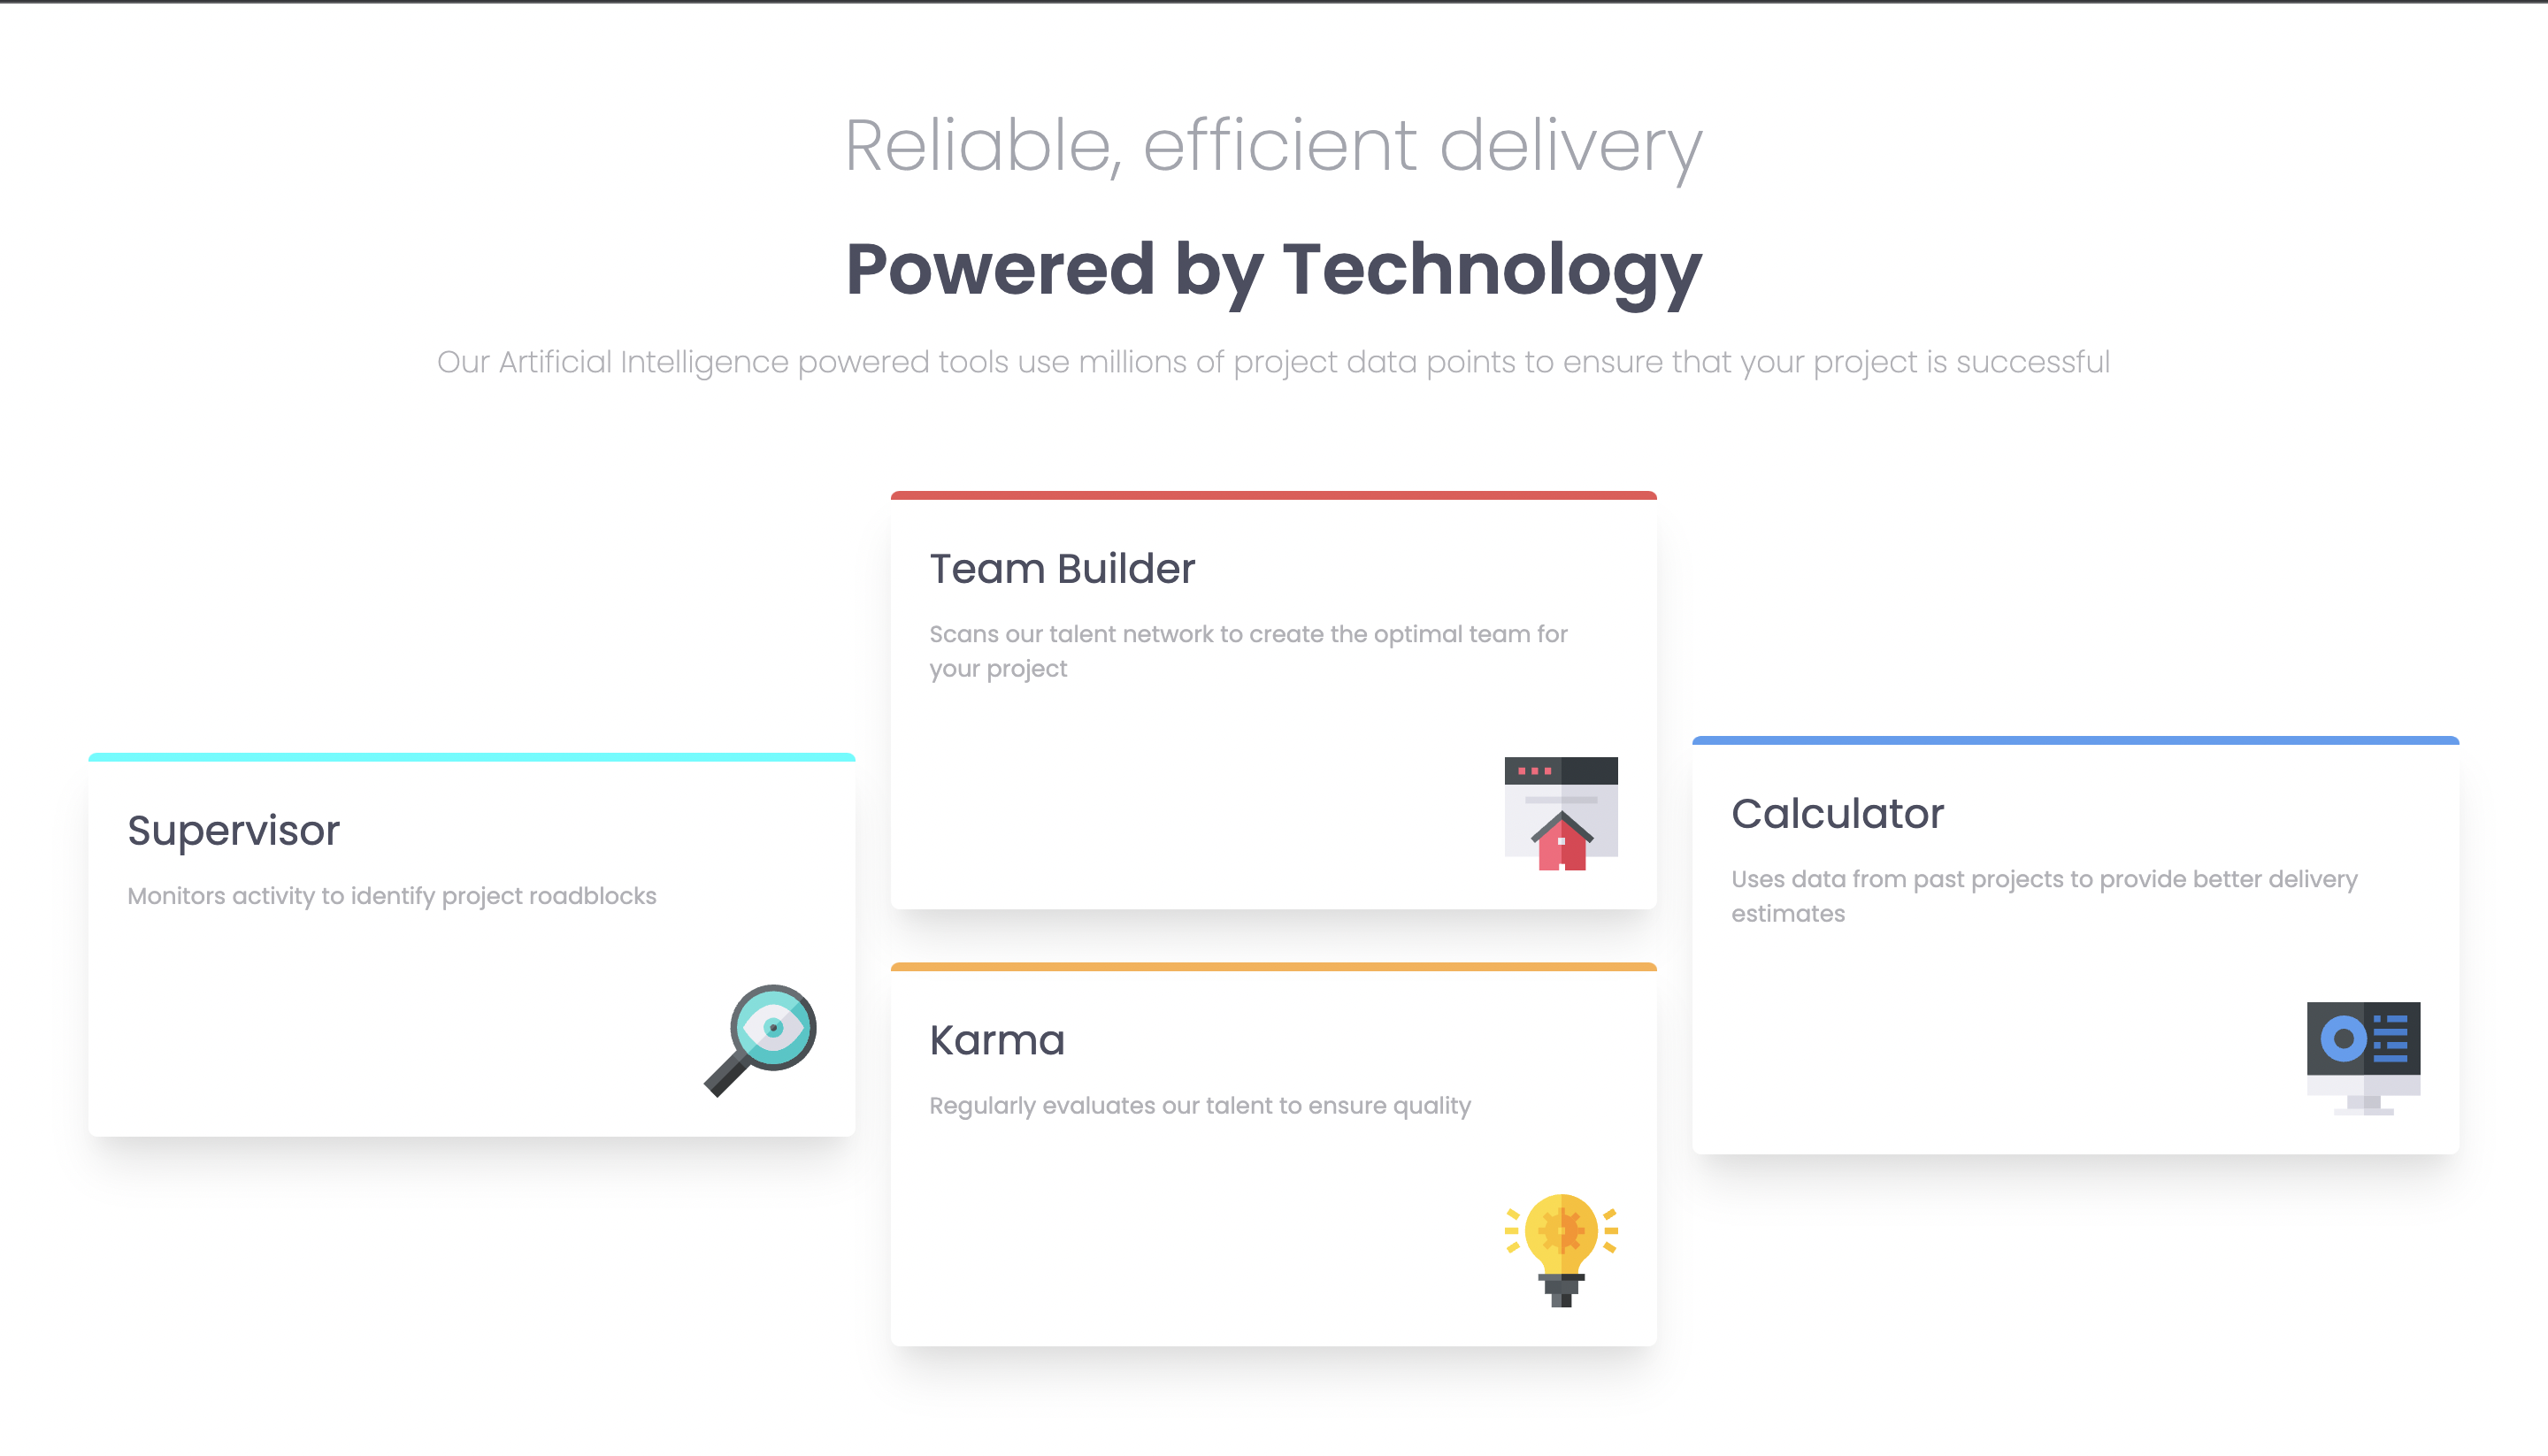 Reliable, efficient delivery
Powered by Technology
Our Artificial Intelligence powered tools use millions of project data points to ensure that your project is successful
Supervisor
Monitors activity to identify project roadblocks
Team Builder
Scans our talent network to create the optimal team for
your project
Karma
Regularly evaluates our talent to ensure quality
Calculator
Uses data from past projects to provide better delivery
estimates